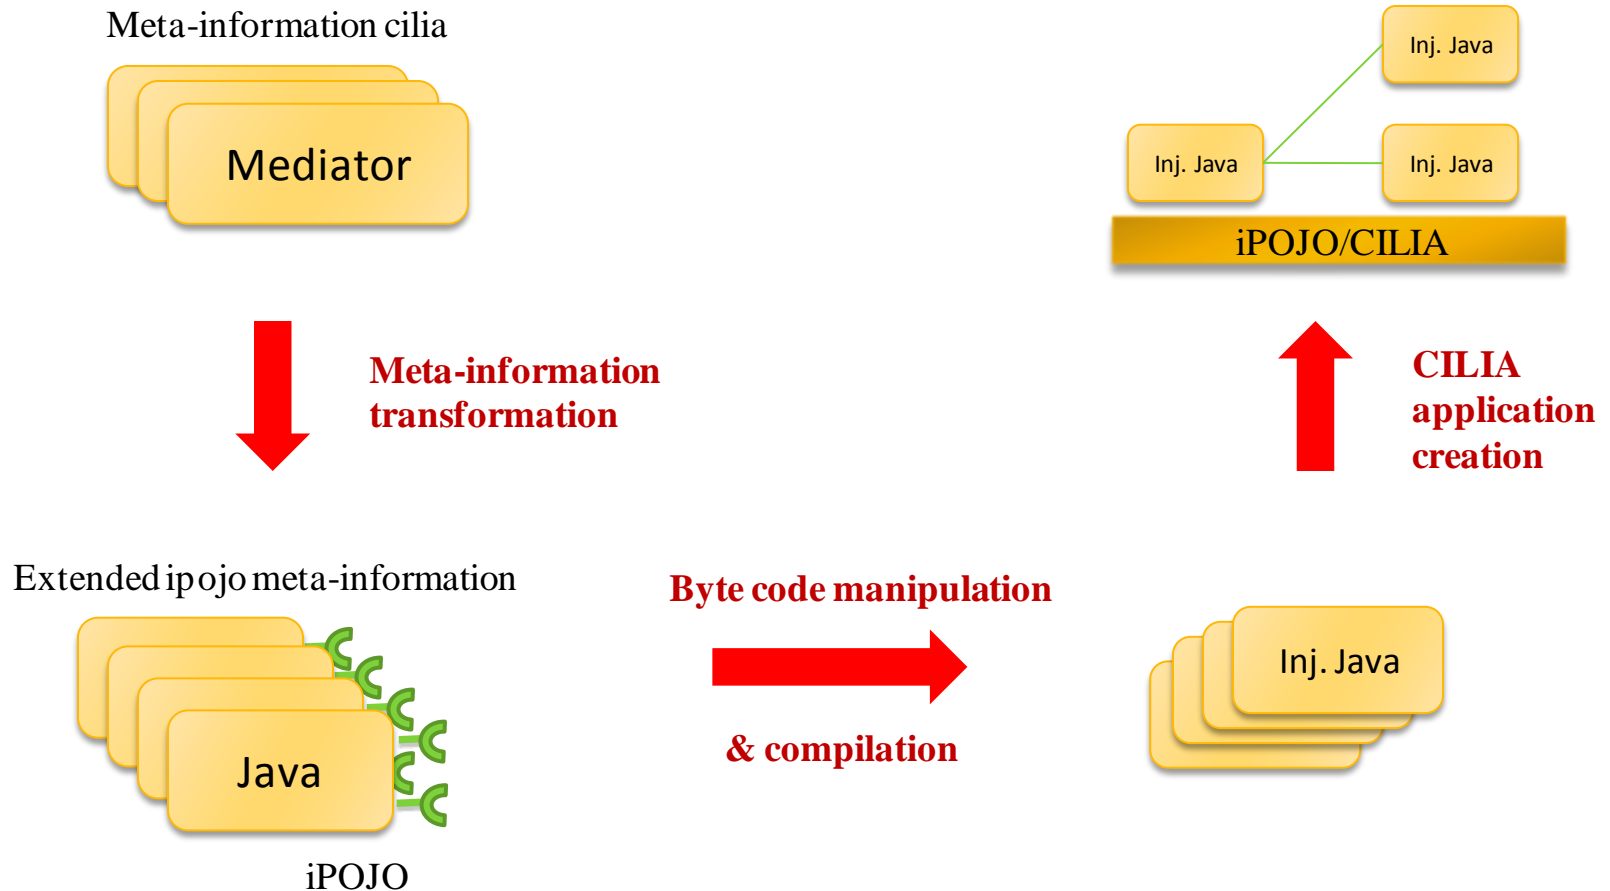 Meta-information cilia
Mediator
Inj. Java
Inj. Java
Inj. Java
iPOJO/CILIA
Meta-information
transformation
CILIA
application
creation
Extended ipojo meta-information
Java
iPOJO
Byte code manipulation
& compilation
Inj. Java